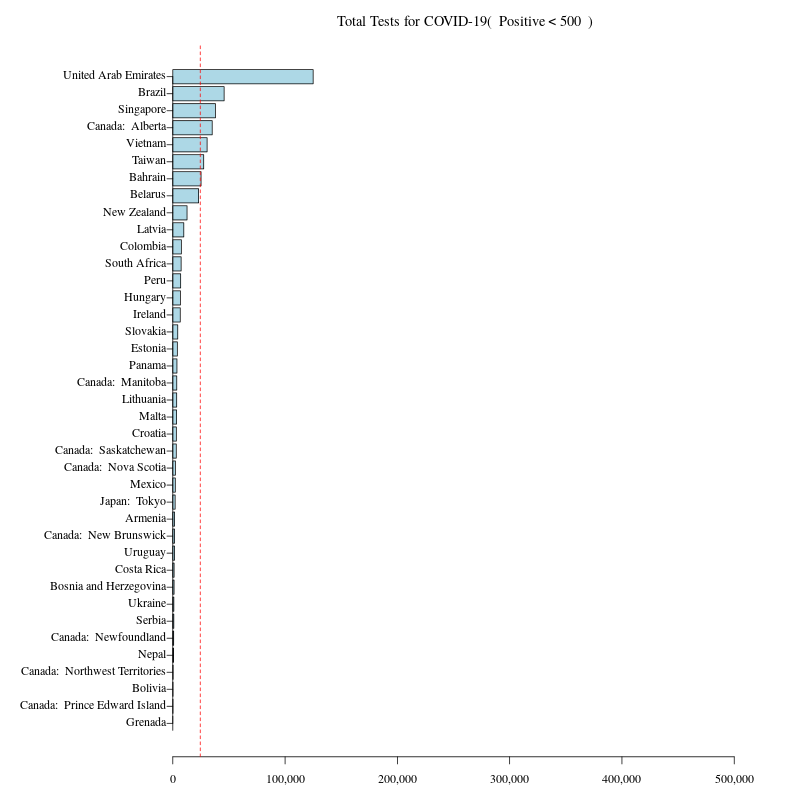 Total Tests for COVID-19(  Positive < 500  )
United Arab Emirates
Brazil
Singapore
Canada:  Alberta
Vietnam
Taiwan
Bahrain
Belarus
New Zealand
Latvia
Colombia
South Africa
Peru
Hungary
Ireland
Slovakia
Estonia
Panama
Canada:  Manitoba
Lithuania
Malta
Croatia
Canada:  Saskatchewan
Canada:  Nova Scotia
Mexico
Japan:  Tokyo
Armenia
Canada:  New Brunswick
Uruguay
Costa Rica
Bosnia and Herzegovina
Ukraine
Serbia
Canada:  Newfoundland
Nepal
Canada:  Northwest Territories
Bolivia
Canada:  Prince Edward Island
Grenada
0 100,000 200,000 300,000 400,000 500,000